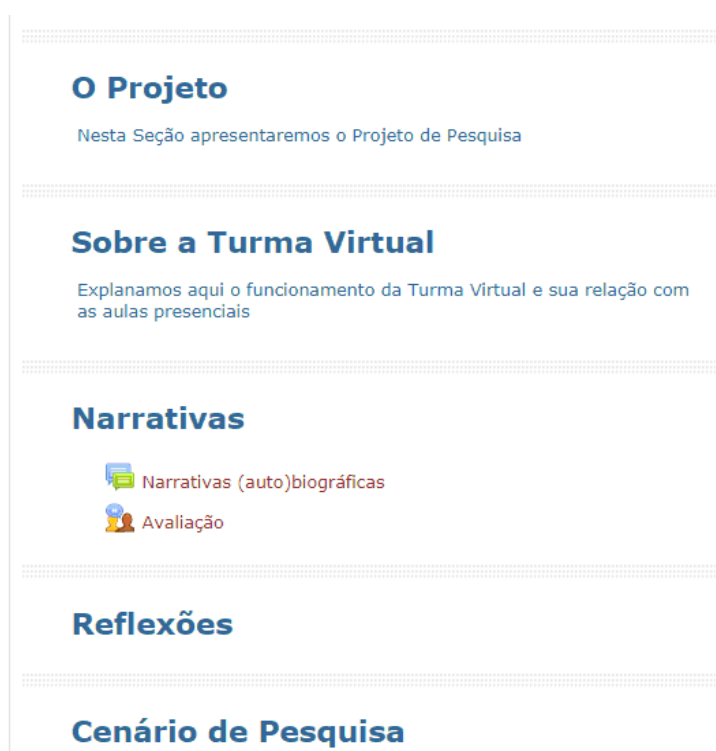 O Projeto
Nesta Seção apresentaremos o Projeto de Pesquisa
Sobre a Turma Virtual
Explanamos aqui o funcionamento da Turma Virtual e sua relação com
as aulas presenciais
Narrativas
Narrativas (auto)biográficas
Avaliação
Reflexões
Cenário de Pesquisa